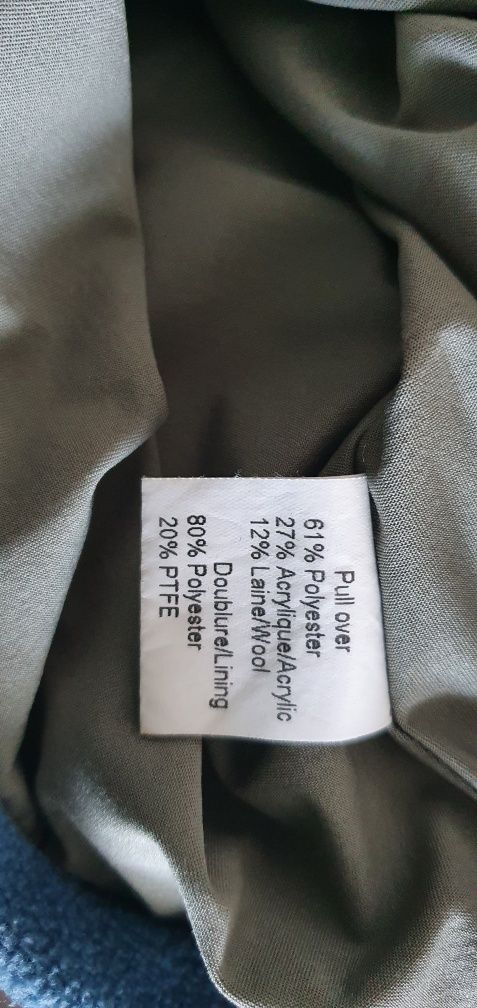 Pull over
61% Polyester
27% Acrylique/Acrylic
12% Laine/Wool
Doublure/Lining
80% Polyester
20% PTFE